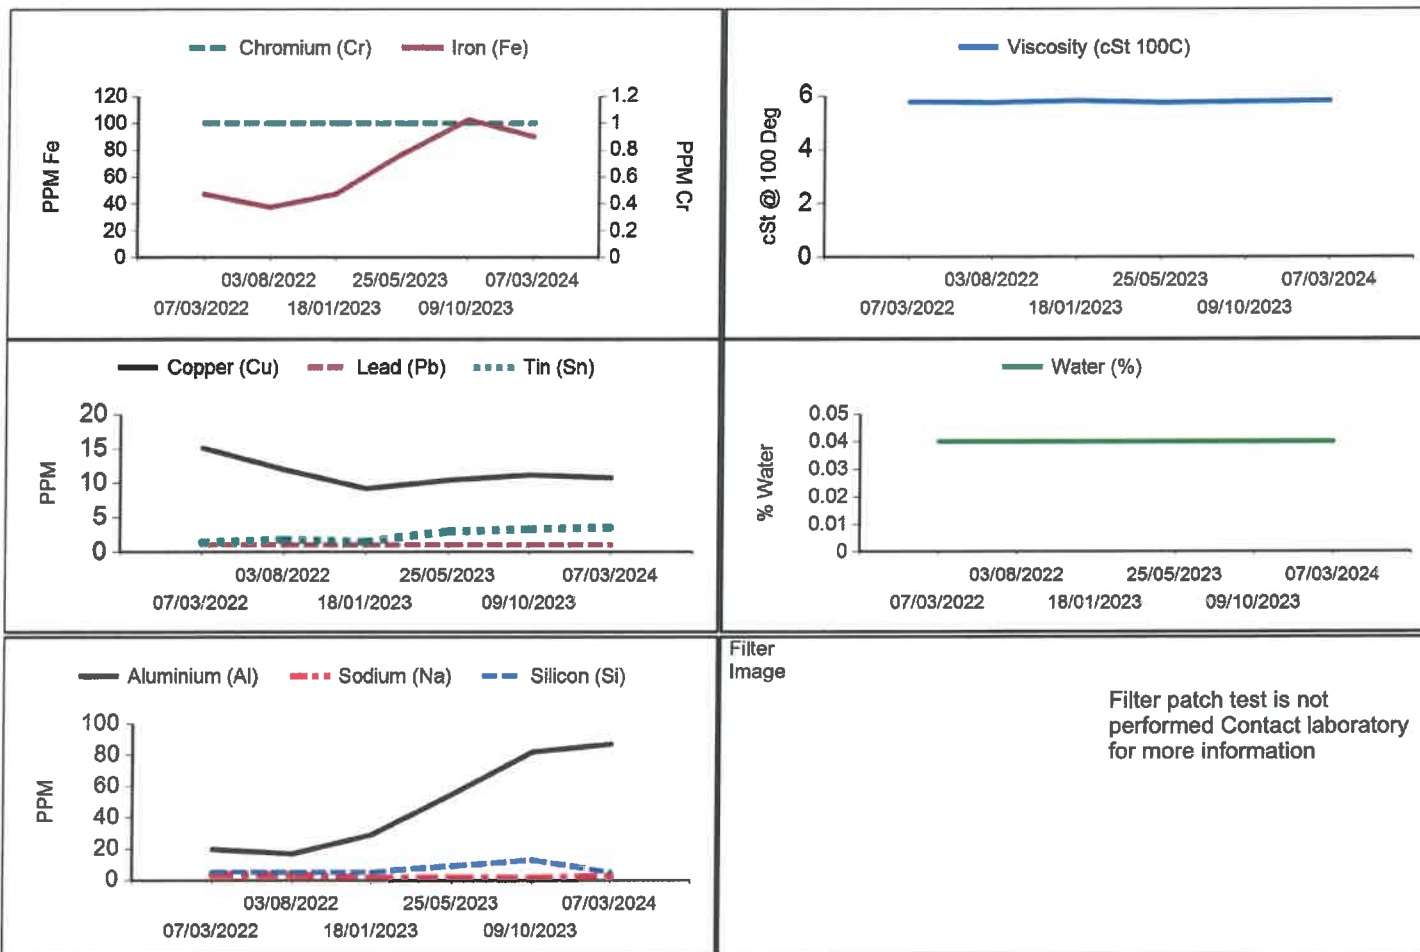 Chromium (Cr) Iron (Fe)
PPM Fe
120
100
80
60
40
20
0
1.2
1
0.8
0.6
0.4
0.2
0
PPM Cr
03/08/2022 25/05/2023 07/03/2024
07/03/2022 18/01/2023 09/10/2023
Viscosity (cSt 100C)
cSt @ 100 Deg
6
4
2
0
03/08/2022 25/05/2023 07/03/2024
07/03/2022 18/01/2023 09/10/2023
Copper (Cu) Lead (Pb) Tin (Sn)
PPM
20
15
10
5
0
03/08/2022 25/05/2023 07/03/2024
07/03/2022 18/01/2023 09/10/2023
Water (%)
% Water
0.05
0.04
0.03
0.02
0.01
0
03/08/2022 25/05/2023 07/03/2024
07/03/2022 18/01/2023 09/10/2023
Aluminium (Al) Sodium (Na) Silicon (Si)
PPM
100
80
60
40
20
0
03/08/2022 25/05/2023 07/03/2024
07/03/2022 18/01/2023 09/10/2023
Filter
Image
Filter patch test is not
performed Contact laboratory
for more information